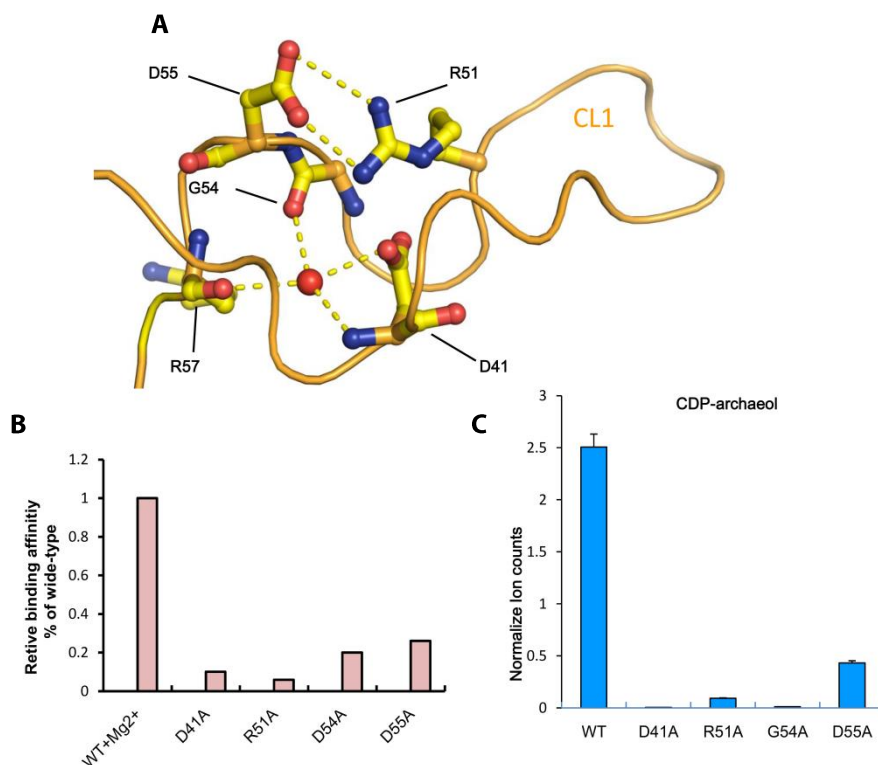 A
D55
R51
CL1
G54
R57
D41
B
Retive binding affinitiy
% of wide-type
1.2
1
0.8
0.6
0.4
0.2
0
WT+Mg2+
D41A
R51A
D54A
D55A
C
CDP-archaeol
Normalize Ion counts
3
2.5
2
1.5
1
0.5
0
WT
D41A
R51A
G54A
D55A